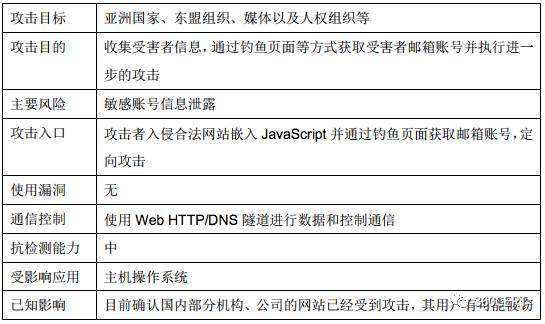 攻击目标 亚洲国家、东盟组织、媒体以及人权组织等
攻击目的 收集受害者信息，通过钓鱼页面等方式获取受害者邮箱账号并执行进一
步的攻击
主要风险 敏感账号信息泄露
攻击入口 攻击者入侵合法网站嵌入 JavaScript 并通过钓鱼页面获取邮箱账号，定
向攻击
使用漏洞 无
通信控制 使用 Web HTTP/DNS 隧道进行数据和控制通信
抗检测能力 中
受影响应用 主机操作系统
已知影响 目前确认国内部分机构、公司的网站已经受到攻击，其用户有可能被窃